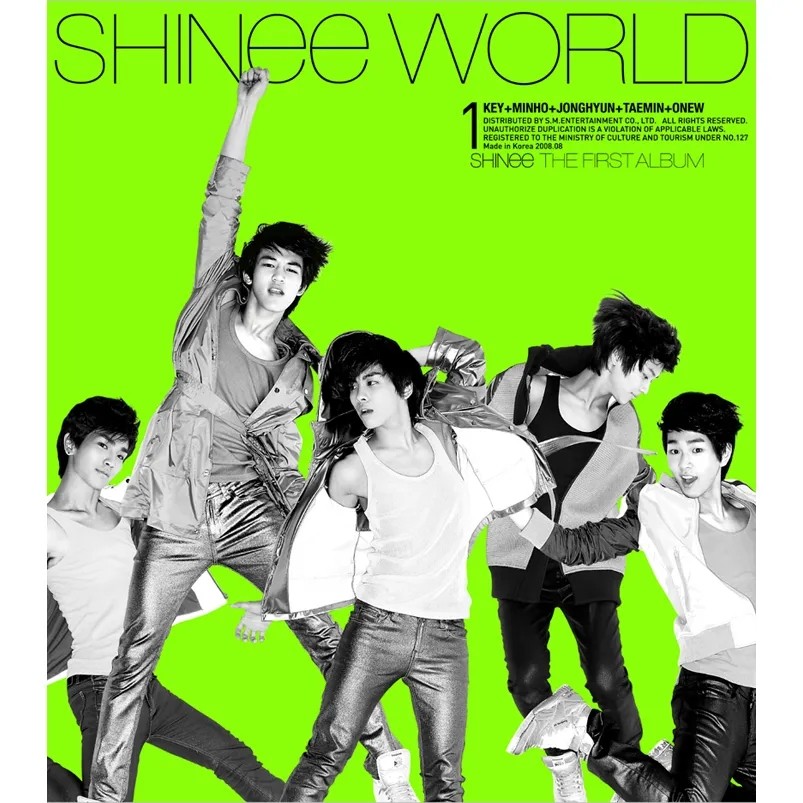 SHINee WORLD
1 KEY+MINHO+JONGHYUN+TAEMIN+ONEW
DISTRIBUTED BY S.M.ENTERTAINMENT CO., LTD. ALL RIGHTS RESERVED.
UNAUTHORIZE DUPLICATION IS A VIOLATION OF APPLICABLE LAWS.
REGISTERED TO THE MINISTRY OF CULTURE AND TOURISM UNDER NO.127
Made in Korea 2008.08
SHINee THE FIRST ALBUM